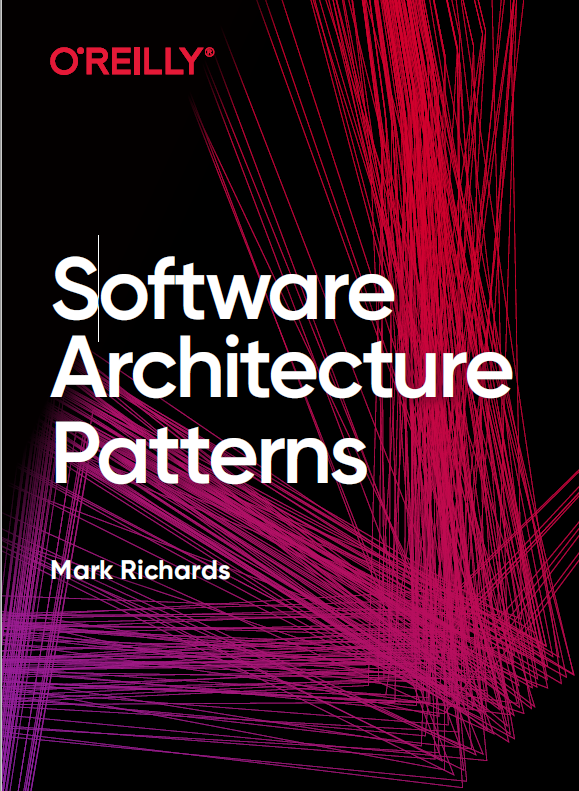 O'REILLY®
Software
Architecture
Patterns
Mark Richards